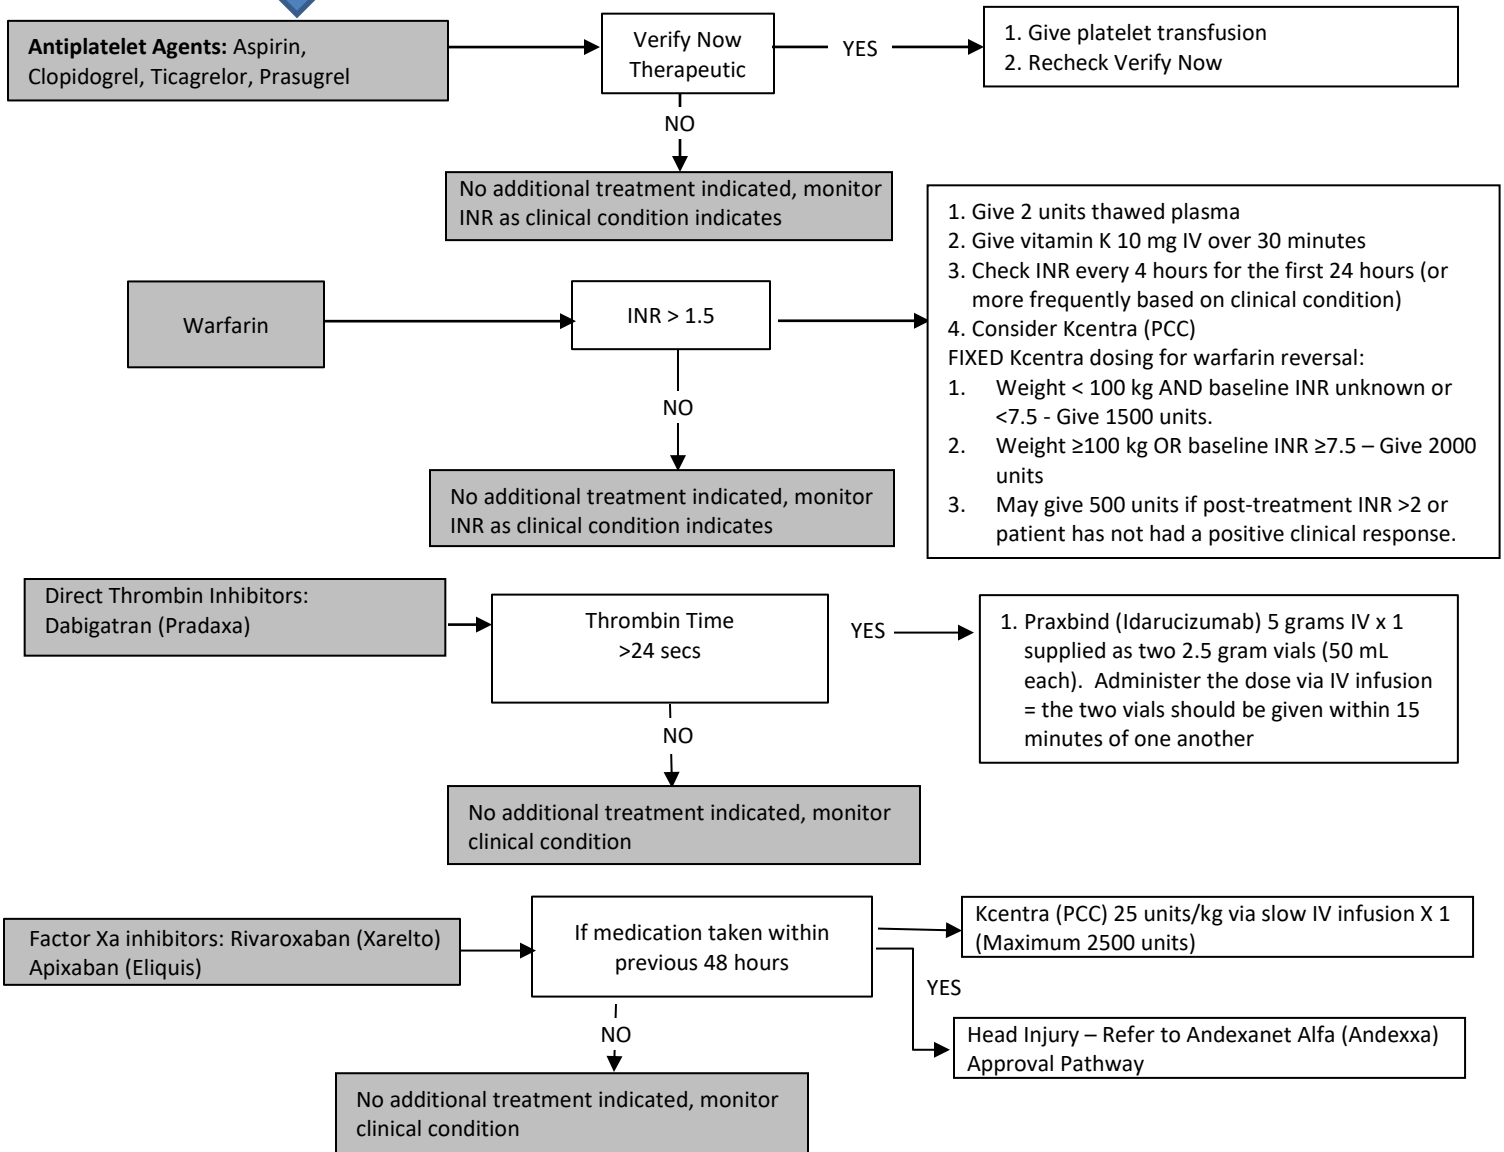 Antiplatelet Agents: Aspirin,
Clopidogrel, Ticagrelor, Prasugrel
Verify Now
Therapeutic
YES
1. Give platelet transfusion
2. Recheck Verify Now
NO
No additional treatment indicated, monitor
INR as clinical condition indicates
Warfarin
INR > 1.5
1. Give 2 units thawed plasma
2. Give vitamin K 10 mg IV over 30 minutes
3. Check INR every 4 hours for the first 24 hours (or
more frequently based on clinical condition)
4. Consider Kcentra (PCC)
FIXED Kcentra dosing for warfarin reversal:
1. Weight < 100 kg AND baseline INR unknown or
<7.5 - Give 1500 units.
2. Weight ≥100 kg OR baseline INR ≥7.5 – Give 2000
units
3. May give 500 units if post-treatment INR >2 or
patient has not had a positive clinical response.
NO
No additional treatment indicated, monitor
INR as clinical condition indicates
Direct Thrombin Inhibitors:
Dabigatran (Pradaxa)
Thrombin Time
>24 secs
YES
1. Praxbind (Idarucizumab) 5 grams IV x 1
supplied as two 2.5 gram vials (50 mL
each). Administer the dose via IV infusion
= the two vials should be given within 15
minutes of one another
NO
No additional treatment indicated, monitor
clinical condition
Factor Xa inhibitors: Rivaroxaban (Xarelto)
Apixaban (Eliquis)
If medication taken within
previous 48 hours
Kcentra (PCC) 25 units/kg via slow IV infusion X 1
(Maximum 2500 units)
YES
Head Injury – Refer to Andexanet Alfa (Andexxa)
Approval Pathway
NO
No additional treatment indicated, monitor
clinical condition